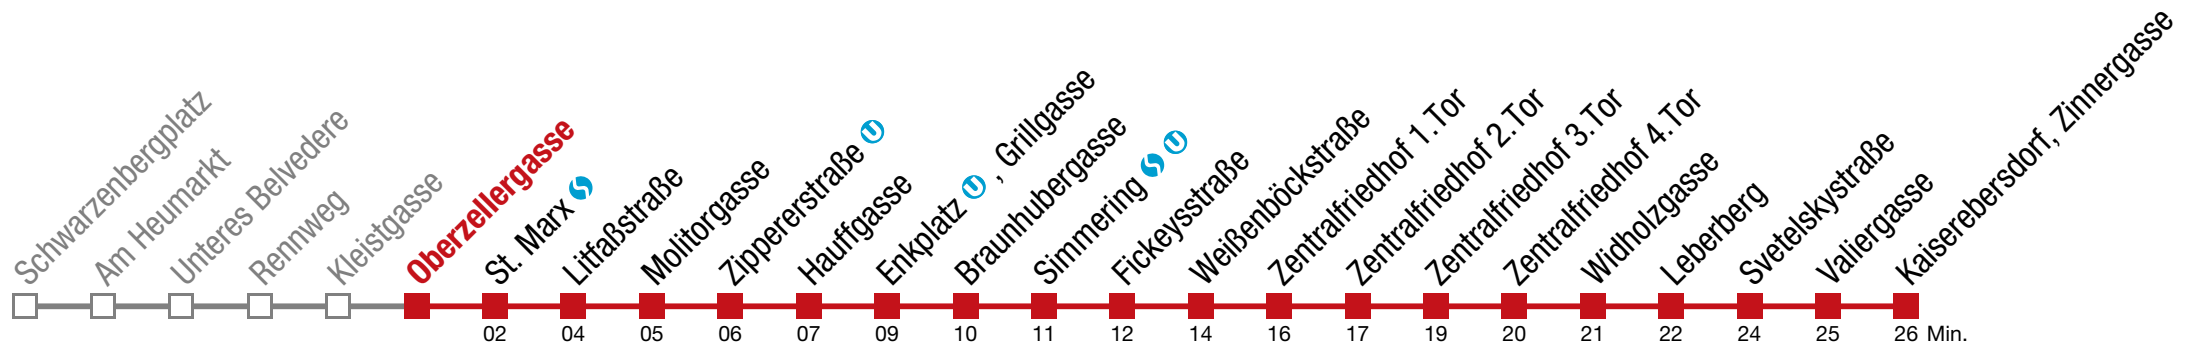 Schwarzenbergplatz
Am Heumarkt
Unteres Belvedere
Rennweg
Kleistgasse
Oberzellergasse
St. Marx S
Litfaßstraße
Molitorgasse
Zippererstraße U
Hauffgasse
Enkplatz U , Grillgasse
Braunhubergasse
Simmering S U
Fickeysstraße
Weißenböckstraße
Zentralfriedhof 1.Tor
Zentralfriedhof 2.Tor
Zentralfriedhof 3.Tor
Zentralfriedhof 4.Tor
Widholzgasse
Leberberg
Svetelskystraße
Valiergasse
Kaiserebersdorf, Zinnergasse
02 04 05 06 07 09 10 11 12 14 16 17 19 20 21 22 24 25 26 Min.